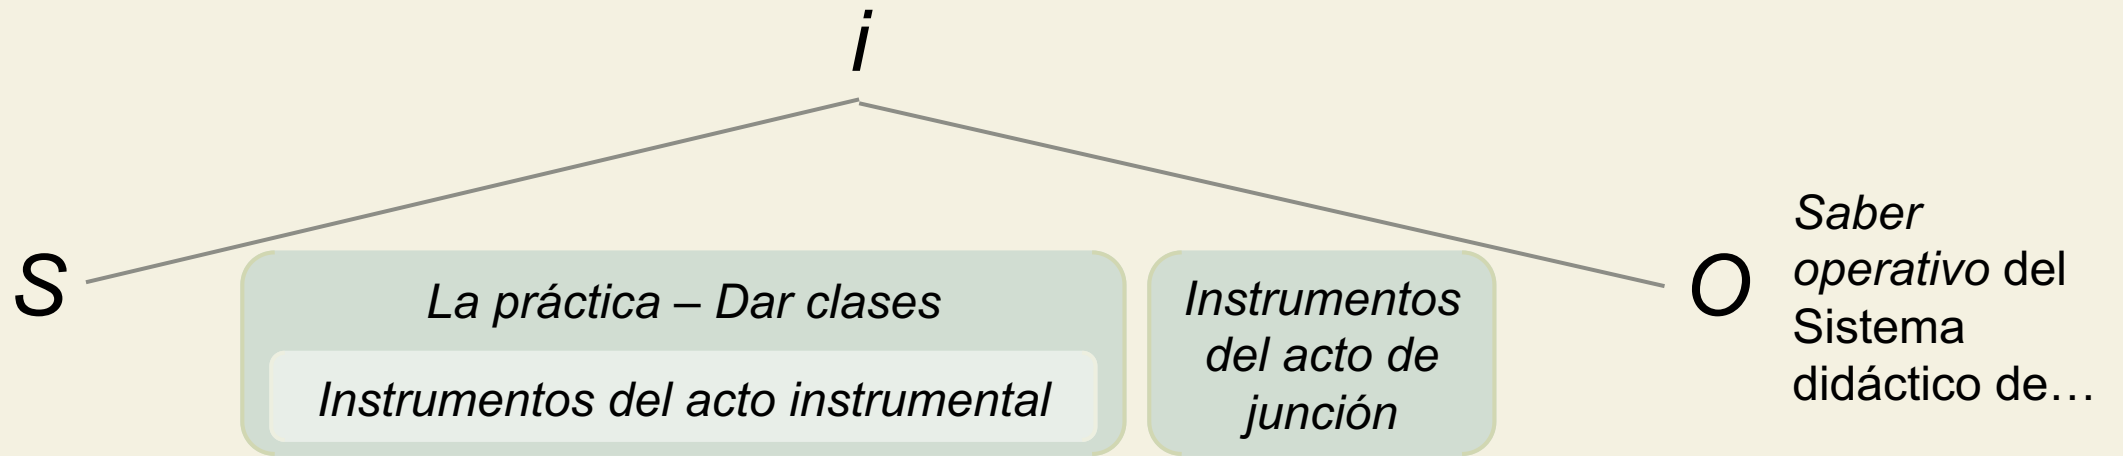 i
S
La práctica – Dar clases
Instrumentos del acto instrumental
Instrumentos
del acto de
junción
O
Saber
operativo del
Sistema
didáctico de…